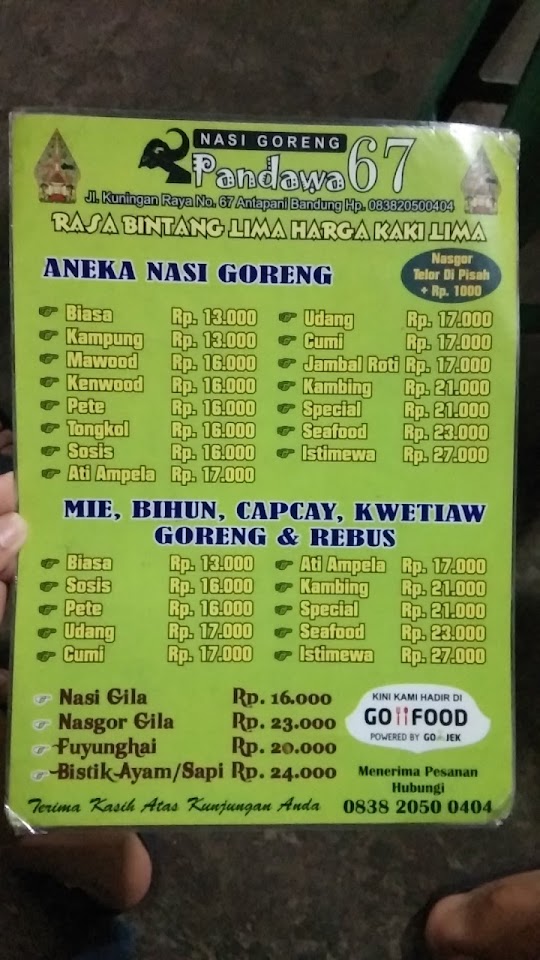 NASI GORENG
Pandawa 67
Jl. Kuningan Raya No. 67 Antapani Bandung Hp. 083820500404
RASA BINTANG LIMA HARGA KAKI LIMA
ANEKA NASI GORENG
Nasgor
Telor Di Pisah
+ Rp. 1000
Biasa Rp. 13.000
Kampung Rp. 13.000
Mawood Rp. 16.000
Kenwood Rp. 16.000
Pete Rp. 16.000
Tongkol Rp. 16.000
Sosis Rp. 16.000
Ati Ampela Rp. 17.000
Udang Rp. 17.000
Cumi Rp. 17.000
Jambal Roti Rp. 17.000
Kambing Rp. 21.000
Special Rp. 21.000
Seafood Rp. 23.000
Istimewa Rp. 27.000
MIE, BIHUN, CAPCAY, KWETIAW
GORENG & REBUS
Biasa Rp. 13.000
Sosis Rp. 16.000
Pete Rp. 16.000
Udang Rp. 17.000
Cumi Rp. 17.000
Ati Ampela Rp. 17.000
Kambing Rp. 21.000
Special Rp. 21.000
Seafood Rp. 23.000
Istimewa Rp. 27.000
Nasi Gila Rp. 16.000
Nasgor Gila Rp. 23.000
Fuyunghai Rp. 20.000
Bistik Ayam/Sapi Rp. 24.000
KINI KAMI HADIR DI
GO FOOD
POWERED BY GO JEK
Menerima Pesanan
Hubungi
0838 2050 0404
Terima Kasih Atas Kunjungan Anda